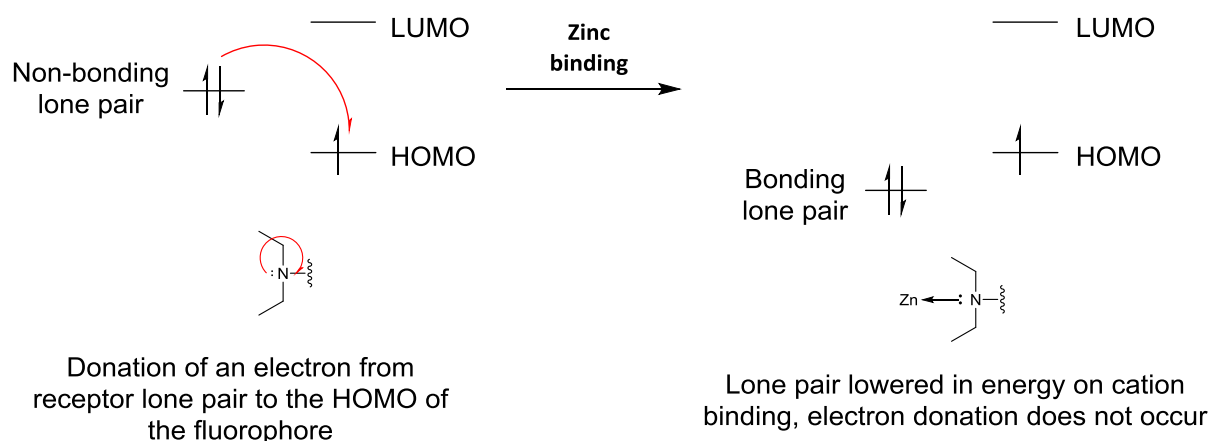 LUMO
Non-bonding
lone pair
HOMO
Zinc
binding
LUMO
HOMO
Bonding
lone pair
:N
Zn :N
Donation of an electron from
receptor lone pair to the HOMO of
the fluorophore
Lone pair lowered in energy on cation
binding, electron donation does not occur